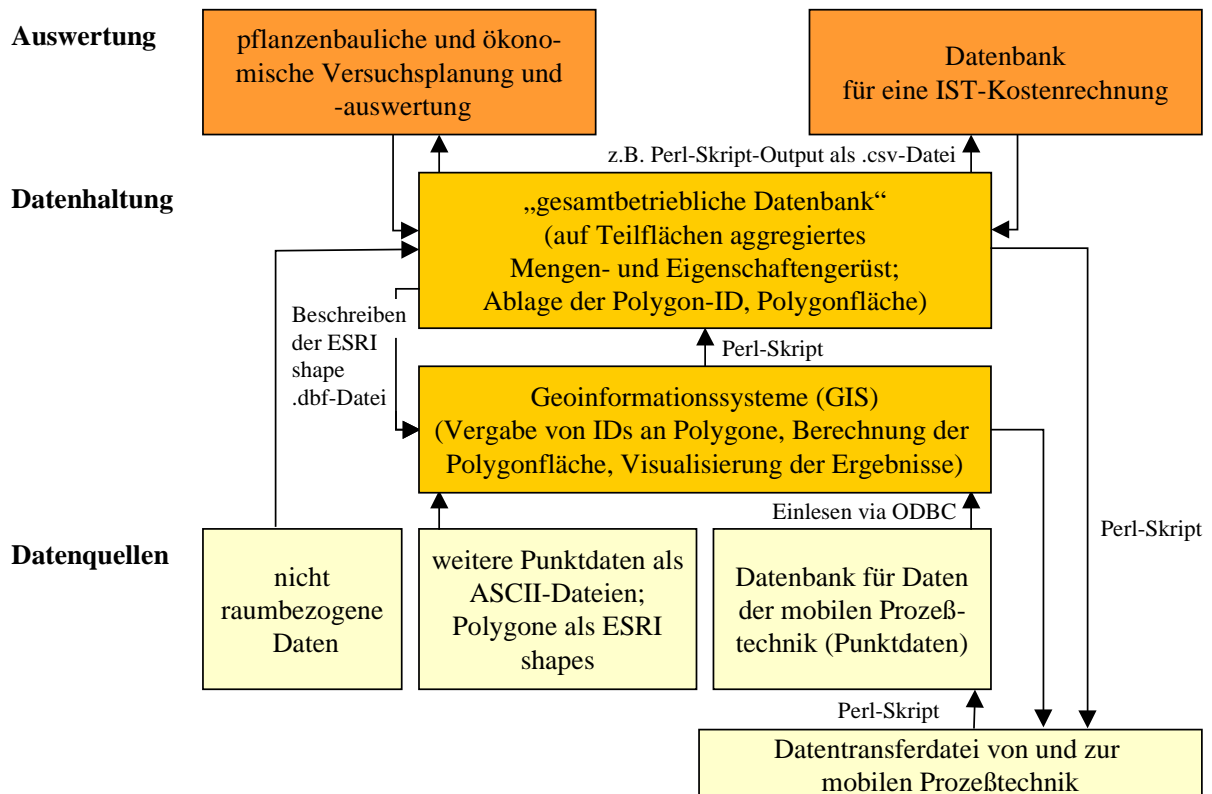 Auswertung
pflanzenbauliche und ökono-
mische Versuchsplanung und
-auswertung
Datenbank
für eine IST-Kostenrechnung
z.B. Perl-Skript-Output als .csv-Datei
Datenhaltung
„gesamtbetriebliche Datenbank“
(auf Teilflächen aggregiertes
Mengen- und Eigenschaftengerüst;
Ablage der Polygon-ID, Polygonfläche)
Beschreiben
der ESRI
shape
.dbf-Datei
Perl-Skript
Geoinformationssysteme (GIS)
(Vergabe von IDs an Polygone, Berechnung der
Polygonfläche, Visualisierung der Ergebnisse)
Einlesen via ODBC
Perl-Skript
Datenquellen
nicht
raumbezogene
Daten
weitere Punktdaten als
ASCII-Dateien;
Polygone als ESRI
shapes
Datenbank für Daten
der mobilen Prozeß-
technik (Punktdaten)
Perl-Skript
Datentransferdatei von und zur
mobilen Prozeßtechnik